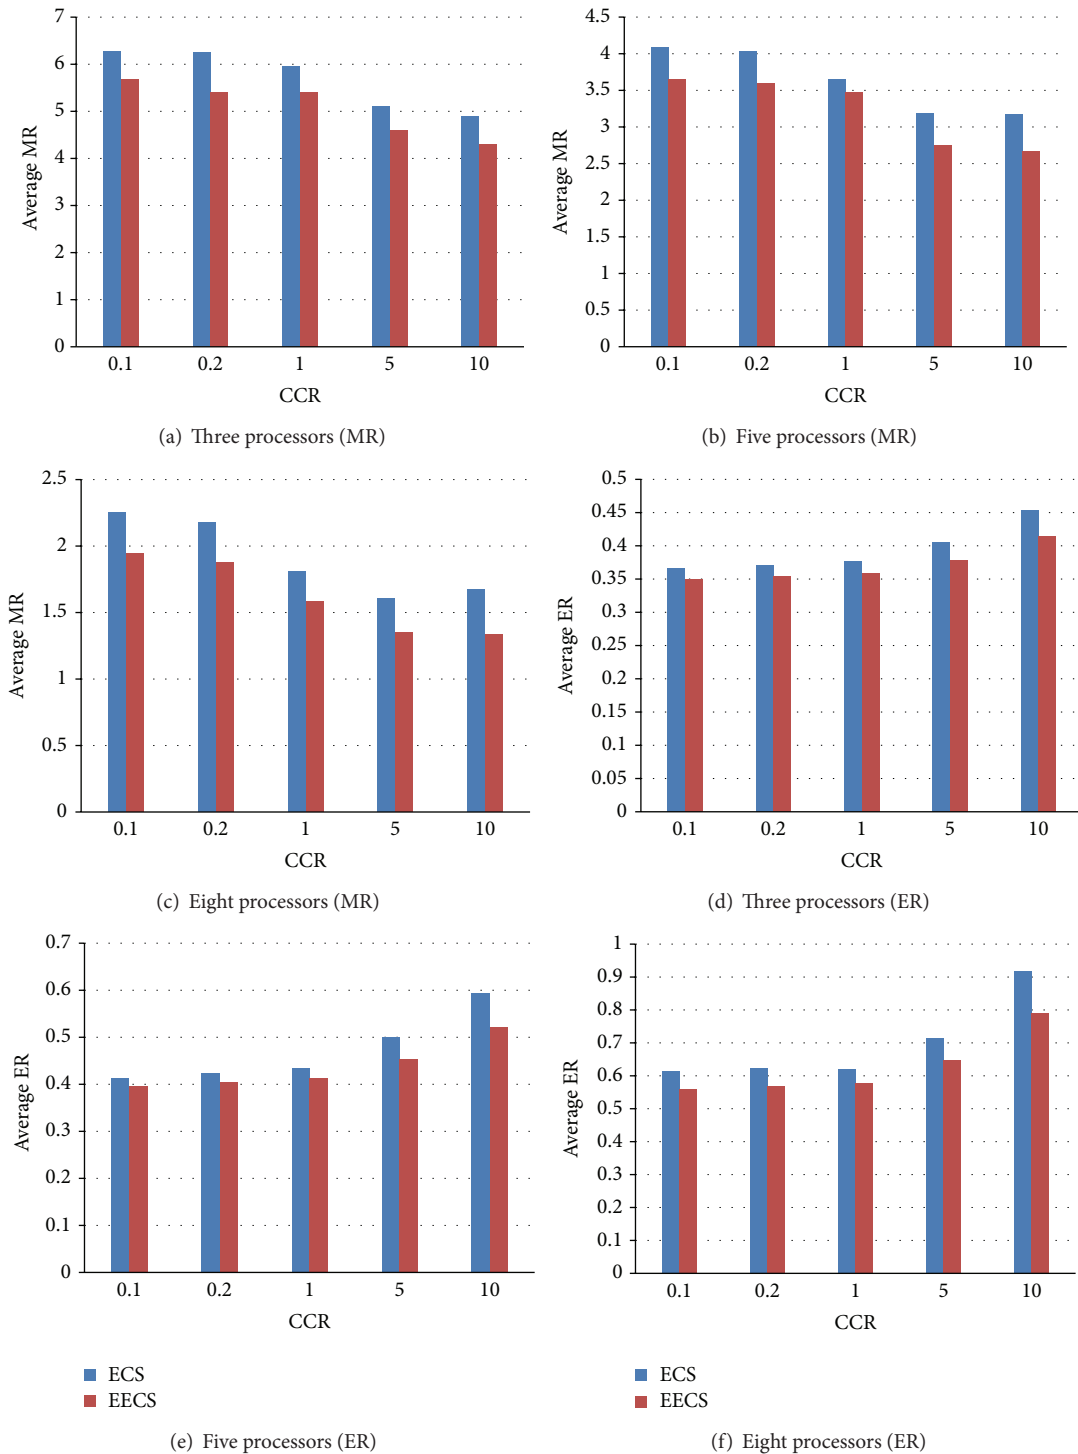 7
6
5
4
3
2
1
0
Average MR
0.1 0.2 1 5 10
CCR
(a) Three processors (MR)
4.5
4
3.5
3
2.5
2
1.5
1
0.5
0
Average MR
0.1 0.2 1 5 10
CCR
(b) Five processors (MR)
2.5
2
1.5
1
0.5
0
Average MR
0.1 0.2 1 5 10
CCR
(c) Eight processors (MR)
0.5
0.45
0.4
0.35
0.3
0.25
0.2
0.15
0.1
0.05
0
Average ER
0.1 0.2 1 5 10
CCR
(d) Three processors (ER)
0.7
0.6
0.5
0.4
0.3
0.2
0.1
0
Average ER
0.1 0.2 1 5 10
CCR
ECS
EECS
(e) Five processors (ER)
1
0.9
0.8
0.7
0.6
0.5
0.4
0.3
0.2
0.1
0
Average ER
0.1 0.2 1 5 10
CCR
ECS
EECS
(f) Eight processors (ER)